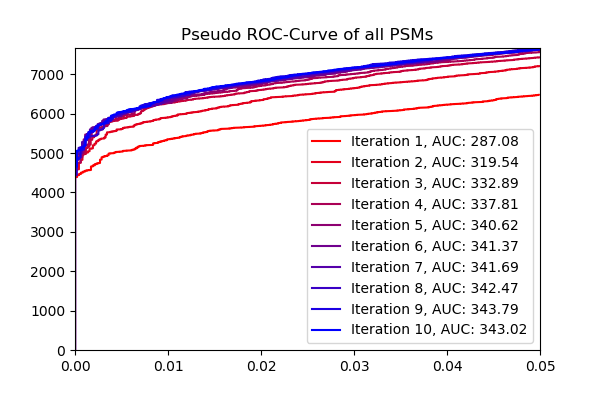 Pseudo ROC-Curve of all PSMs
7000
6000
5000
4000
3000
2000
1000
0
Iteration 1, AUC: 287.08
Iteration 2, AUC: 319.54
Iteration 3, AUC: 332.89
Iteration 4, AUC: 337.81
Iteration 5, AUC: 340.62
Iteration 6, AUC: 341.37
Iteration 7, AUC: 341.69
Iteration 8, AUC: 342.47
Iteration 9, AUC: 343.79
Iteration 10, AUC: 343.02
0.00 0.01 0.02 0.03 0.04 0.05